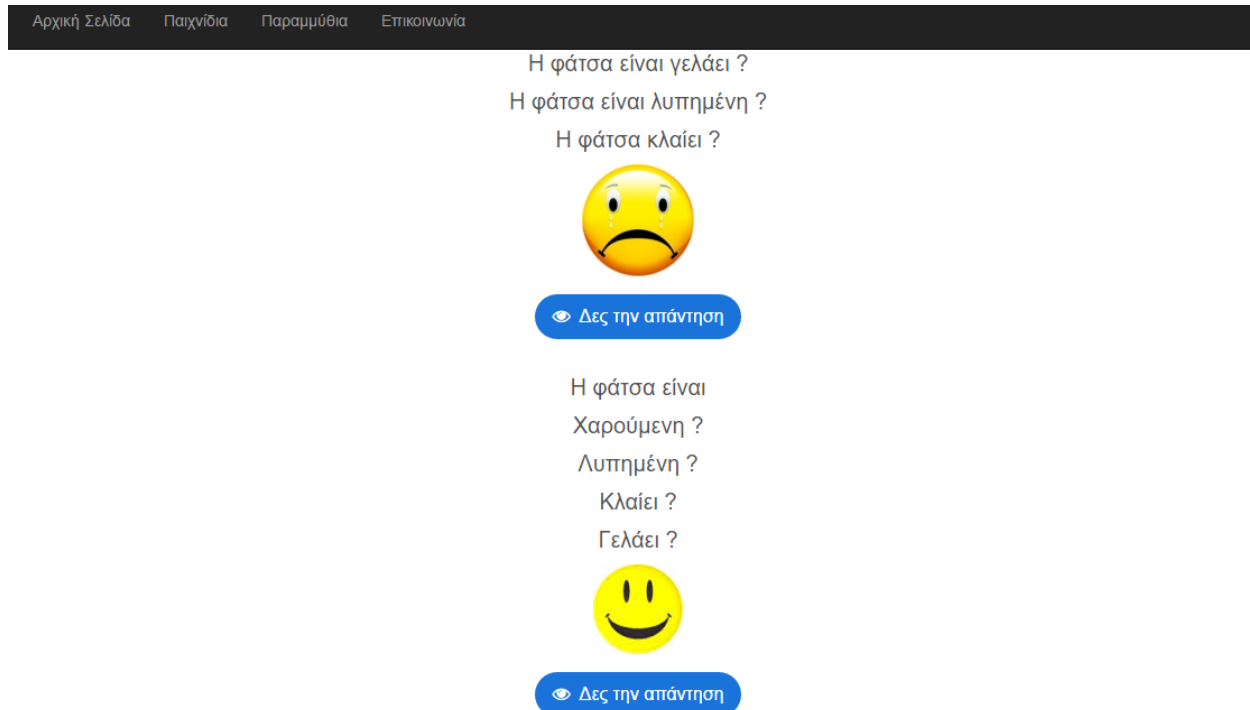 Αρχική Σελίδα Παιχνίδια Παραμμύθια Επικοινωνία
Η φάτσα είναι γελάει ?
Η φάτσα είναι λυπημένη ?
Η φάτσα κλαίει ?
Δες την απάντηση
Η φάτσα είναι
Χαρούμενη ?
Λυπημένη ?
Κλαίει ?
Γελάει ?
Δες την απάντηση